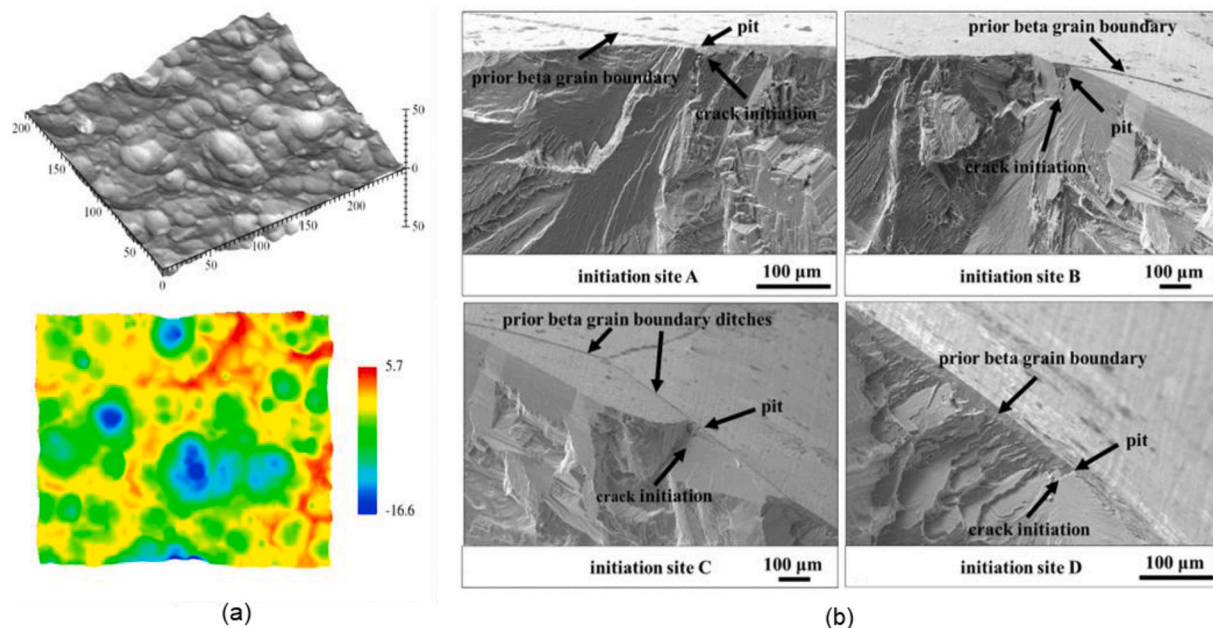 50
0
50
200
150
100
50
0
50
100
150
200
5.7
-16.6
(a)
pit
prior beta grain boundary
crack initiation
initiation site A
100 µm
prior beta grain boundary
pit
crack initiation
initiation site B
100 µm
prior beta grain boundary ditches
pit
crack initiation
initiation site C
100 µm
prior beta grain boundary
pit
crack initiation
initiation site D
100 µm
(b)